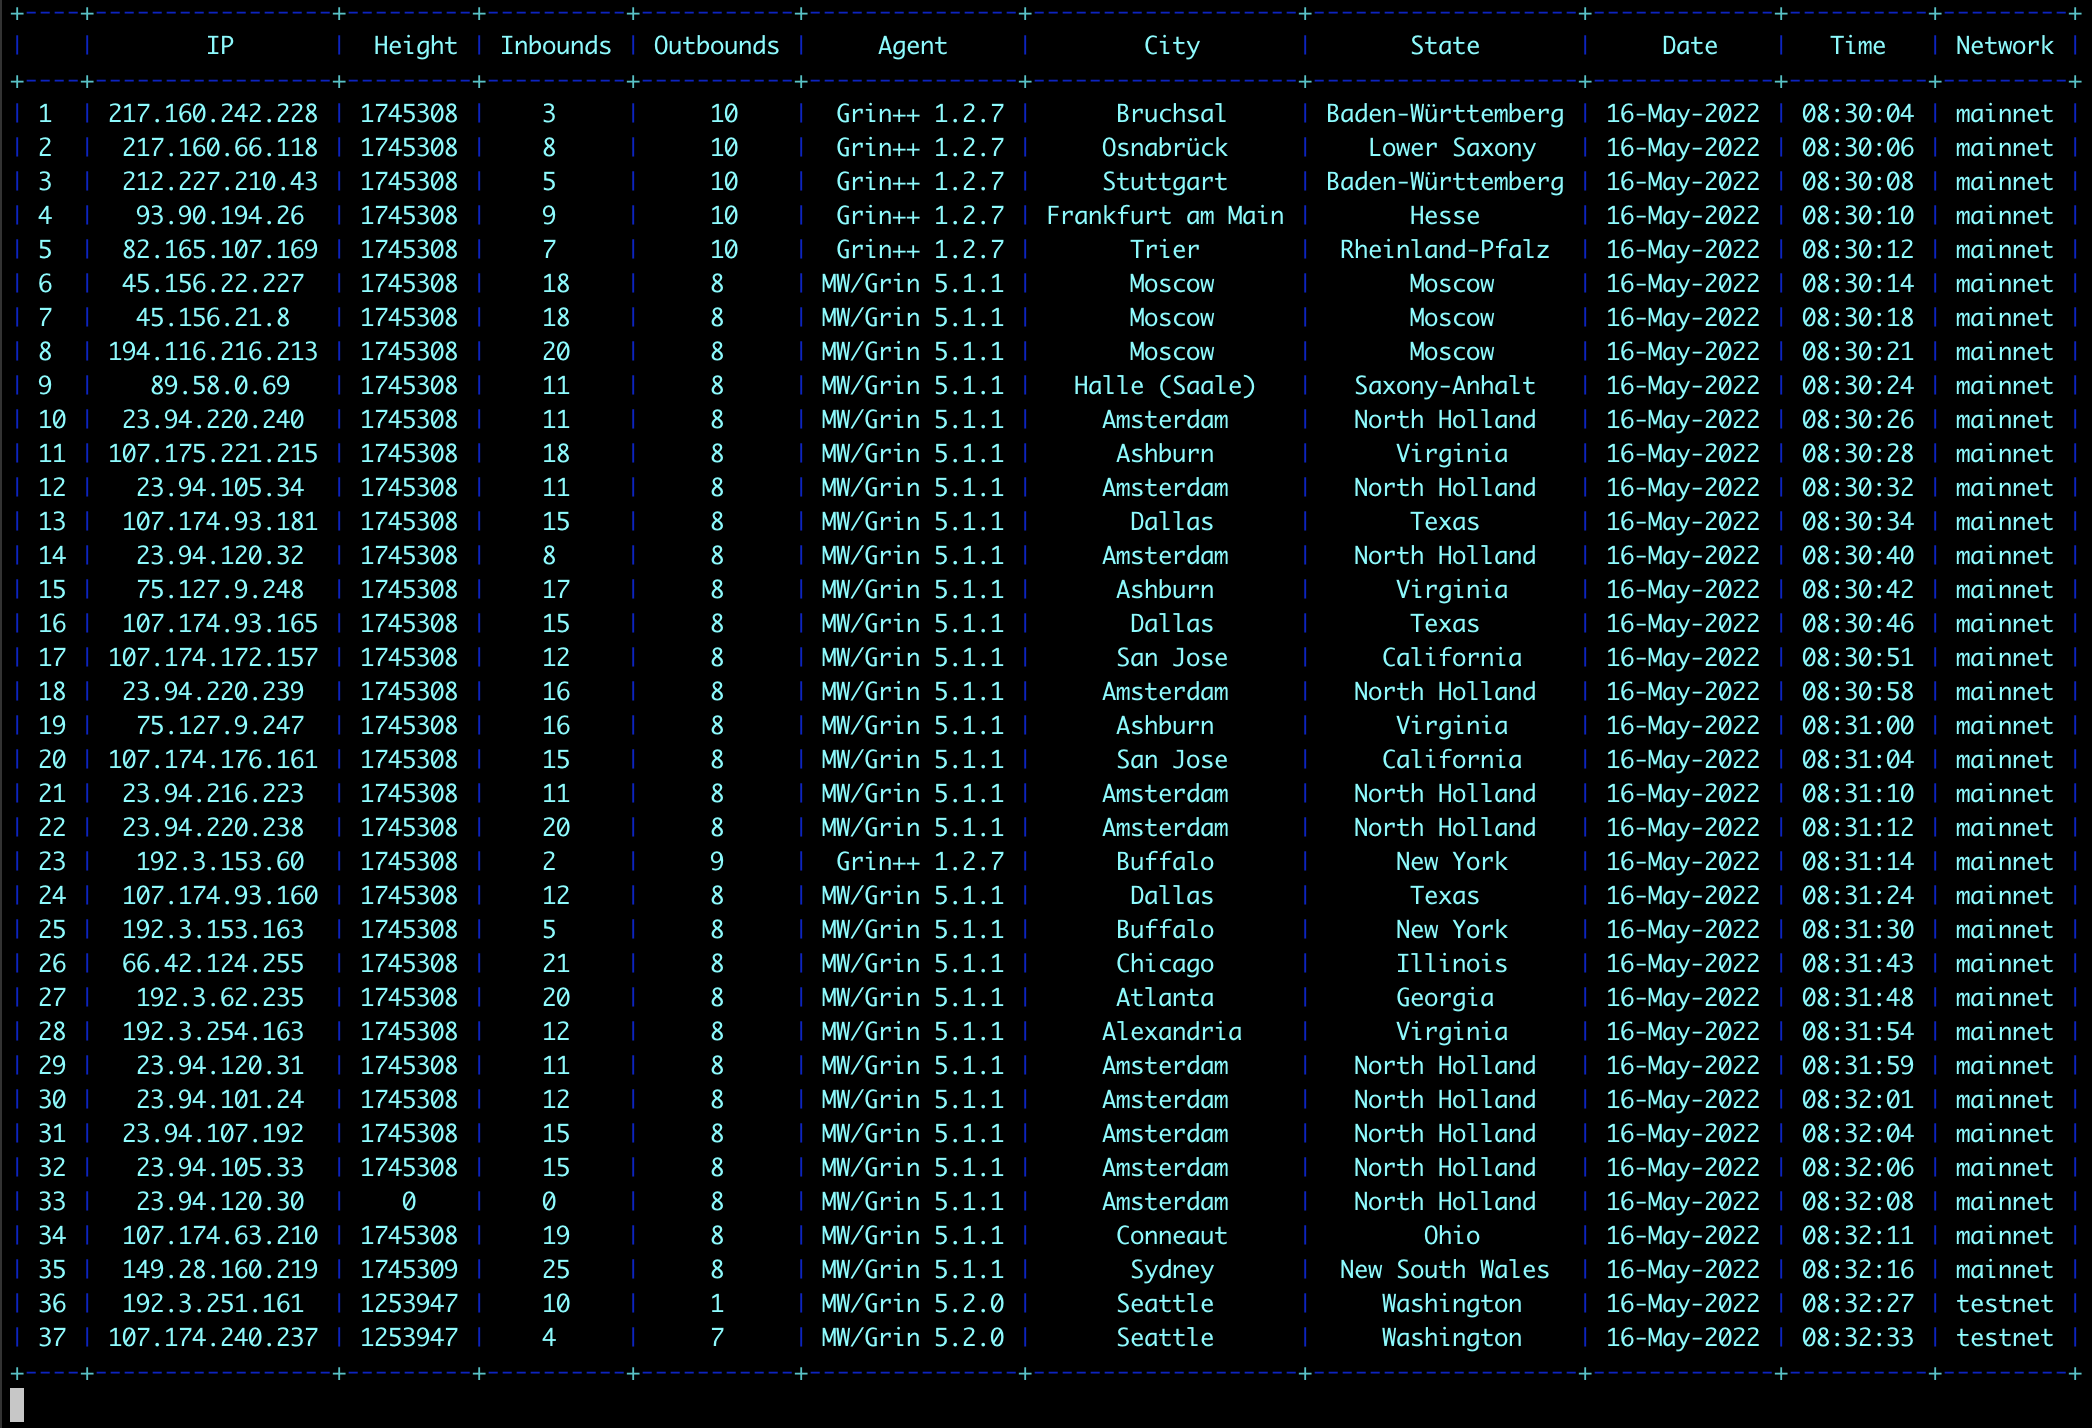 IP Height Inbounds Outbounds Agent City State Date Time Network
1 217.160.242.228 1745308 3 10 Grin++ 1.2.7 Bruchsal Baden-Württemberg 16-May-2022 08:30:04 mainnet
2 217.160.66.118 1745308 8 10 Grin++ 1.2.7 Osnabrück Lower Saxony 16-May-2022 08:30:06 mainnet
3 212.227.210.43 1745308 5 10 Grin++ 1.2.7 Stuttgart Baden-Württemberg 16-May-2022 08:30:08 mainnet
4 93.90.194.26 1745308 9 10 Grin++ 1.2.7 Frankfurt am Main Hesse 16-May-2022 08:30:10 mainnet
5 82.165.107.169 1745308 7 10 Grin++ 1.2.7 Trier Rheinland-Pfalz 16-May-2022 08:30:12 mainnet
6 45.156.22.227 1745308 18 8 MW/Grin 5.1.1 Moscow Moscow 16-May-2022 08:30:14 mainnet
7 45.156.21.8 1745308 18 8 MW/Grin 5.1.1 Moscow Moscow 16-May-2022 08:30:18 mainnet
8 194.116.216.213 1745308 20 8 MW/Grin 5.1.1 Moscow Moscow 16-May-2022 08:30:21 mainnet
9 89.58.0.69 1745308 11 8 MW/Grin 5.1.1 Halle (Saale) Saxony-Anhalt 16-May-2022 08:30:24 mainnet
10 23.94.220.240 1745308 11 8 MW/Grin 5.1.1 Amsterdam North Holland 16-May-2022 08:30:26 mainnet
11 107.175.221.215 1745308 18 8 MW/Grin 5.1.1 Ashburn Virginia 16-May-2022 08:30:28 mainnet
12 23.94.105.34 1745308 11 8 MW/Grin 5.1.1 Amsterdam North Holland 16-May-2022 08:30:32 mainnet
13 107.174.93.181 1745308 15 8 MW/Grin 5.1.1 Dallas Texas 16-May-2022 08:30:34 mainnet
14 23.94.120.32 1745308 8 8 MW/Grin 5.1.1 Amsterdam North Holland 16-May-2022 08:30:40 mainnet
15 75.127.9.248 1745308 17 8 MW/Grin 5.1.1 Ashburn Virginia 16-May-2022 08:30:42 mainnet
16 107.174.93.165 1745308 15 8 MW/Grin 5.1.1 Dallas Texas 16-May-2022 08:30:46 mainnet
17 107.174.172.157 1745308 12 8 MW/Grin 5.1.1 San Jose California 16-May-2022 08:30:51 mainnet
18 23.94.220.239 1745308 16 8 MW/Grin 5.1.1 Amsterdam North Holland 16-May-2022 08:30:58 mainnet
19 75.127.9.247 1745308 16 8 MW/Grin 5.1.1 Ashburn Virginia 16-May-2022 08:31:00 mainnet
20 107.174.176.161 1745308 15 8 MW/Grin 5.1.1 San Jose California 16-May-2022 08:31:04 mainnet
21 23.94.216.223 1745308 11 8 MW/Grin 5.1.1 Amsterdam North Holland 16-May-2022 08:31:10 mainnet
22 23.94.220.238 1745308 20 8 MW/Grin 5.1.1 Amsterdam North Holland 16-May-2022 08:31:12 mainnet
23 192.3.153.60 1745308 2 9 Grin++ 1.2.7 Buffalo New York 16-May-2022 08:31:14 mainnet
24 107.174.93.160 1745308 12 8 MW/Grin 5.1.1 Dallas Texas 16-May-2022 08:31:24 mainnet
25 192.3.153.163 1745308 5 8 MW/Grin 5.1.1 Buffalo New York 16-May-2022 08:31:30 mainnet
26 66.42.124.255 1745308 21 8 MW/Grin 5.1.1 Chicago Illinois 16-May-2022 08:31:43 mainnet
27 192.3.62.235 1745308 20 8 MW/Grin 5.1.1 Atlanta Georgia 16-May-2022 08:31:48 mainnet
28 192.3.254.163 1745308 12 8 MW/Grin 5.1.1 Alexandria Virginia 16-May-2022 08:31:54 mainnet
29 23.94.120.31 1745308 11 8 MW/Grin 5.1.1 Amsterdam North Holland 16-May-2022 08:31:59 mainnet
30 23.94.101.24 1745308 12 8 MW/Grin 5.1.1 Amsterdam North Holland 16-May-2022 08:32:01 mainnet
31 23.94.107.192 1745308 15 8 MW/Grin 5.1.1 Amsterdam North Holland 16-May-2022 08:32:04 mainnet
32 23.94.105.33 1745308 15 8 MW/Grin 5.1.1 Amsterdam North Holland 16-May-2022 08:32:06 mainnet
33 23.94.120.30 0 0 8 MW/Grin 5.1.1 Amsterdam North Holland 16-May-2022 08:32:08 mainnet
34 107.174.63.210 1745308 19 8 MW/Grin 5.1.1 Conneaut Ohio 16-May-2022 08:32:11 mainnet
35 149.28.160.219 1745309 25 8 MW/Grin 5.1.1 Sydney New South Wales 16-May-2022 08:32:16 mainnet
36 192.3.251.161 1253947 10 1 MW/Grin 5.2.0 Seattle Washington 16-May-2022 08:32:27 testnet
37 107.174.240.237 1253947 4 7 MW/Grin 5.2.0 Seattle Washington 16-May-2022 08:32:33 testnet